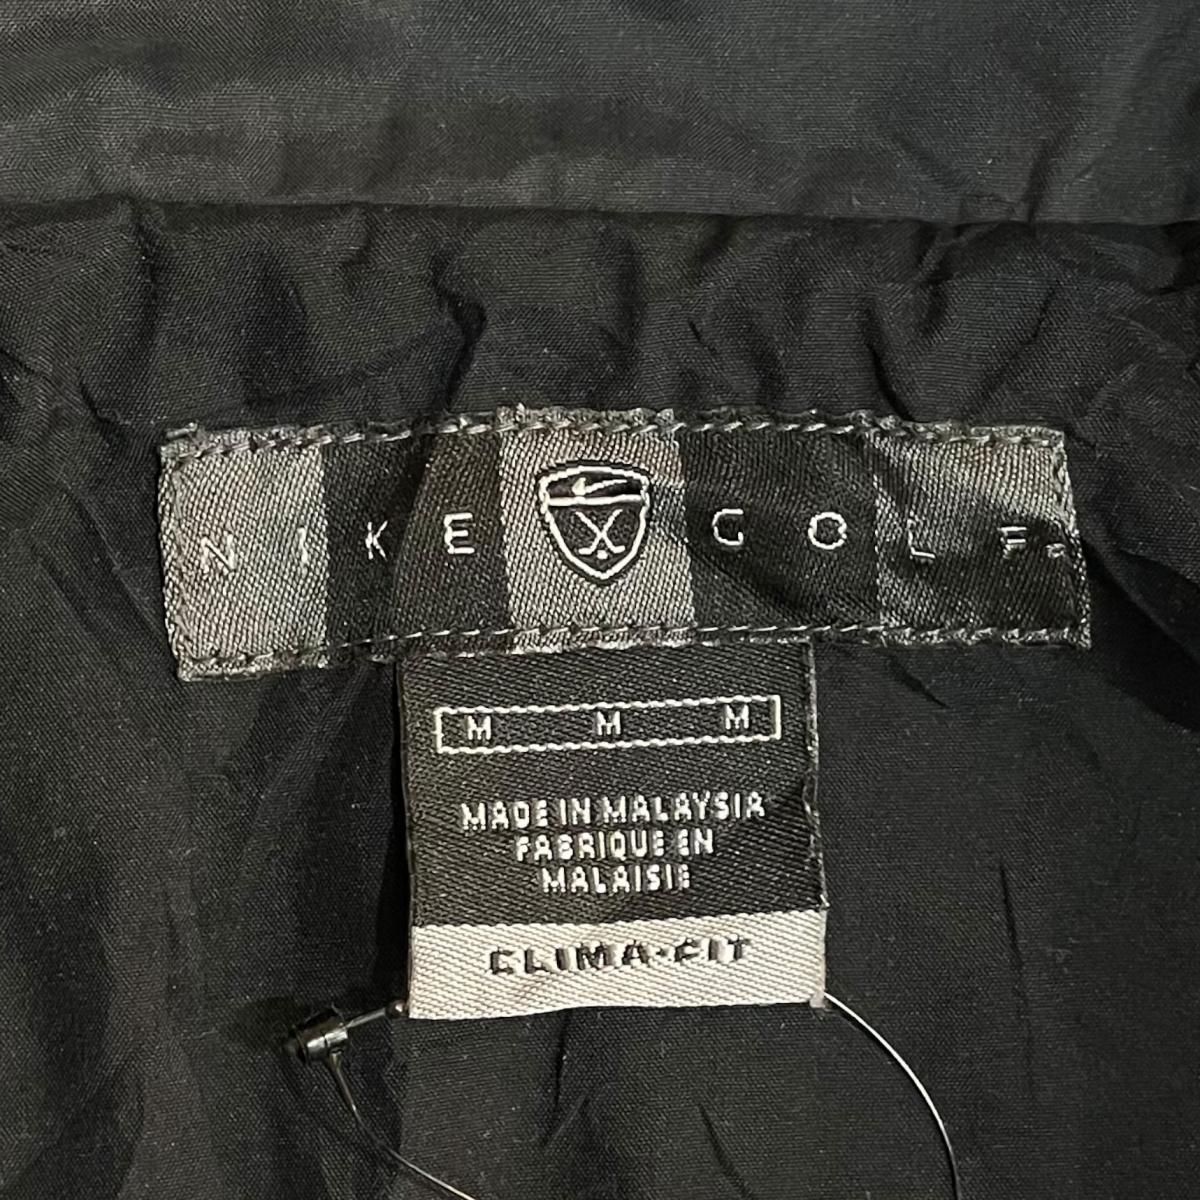 NIKE GOLF
M M M
MADE IN MALAYSIA
FABRIQUE EN
MALAISIE
CLIMA-FIT